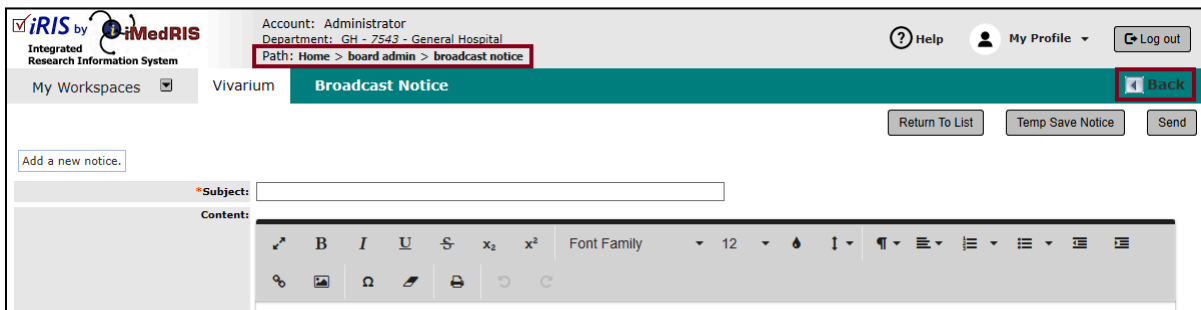 iRIS by iMedRIS
Integrated
Research Information System
Account: Administrator
Department: GH - 7543 - General Hospital
Path: Home > board admin > broadcast notice
? Help
My Profile
Log out
My Workspaces
Vivarium
Broadcast Notice
Back
Return To List
Temp Save Notice
Send
Add a new notice.
*Subject:
Content:
B I U S x₂ x² Font Family 12 ¶
Ω